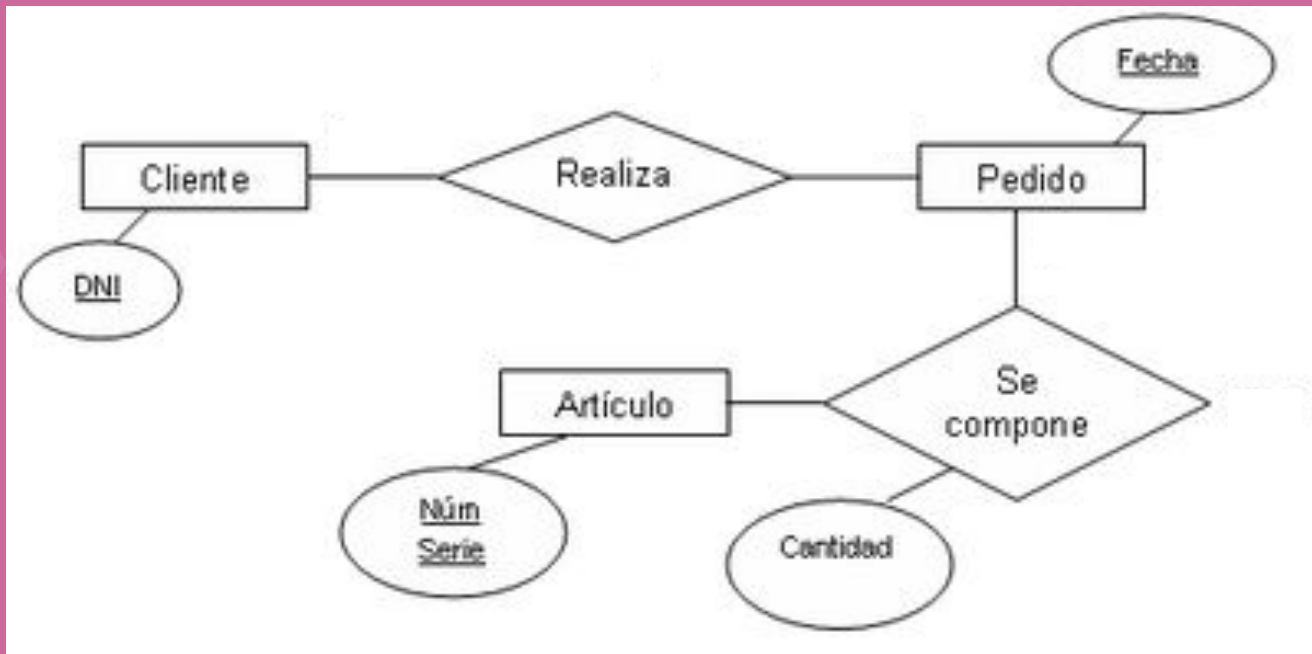 Fecha
Cliente
Realiza
Pedido
DNI
Artículo
Se
compone
Núm
Serie
Cantidad